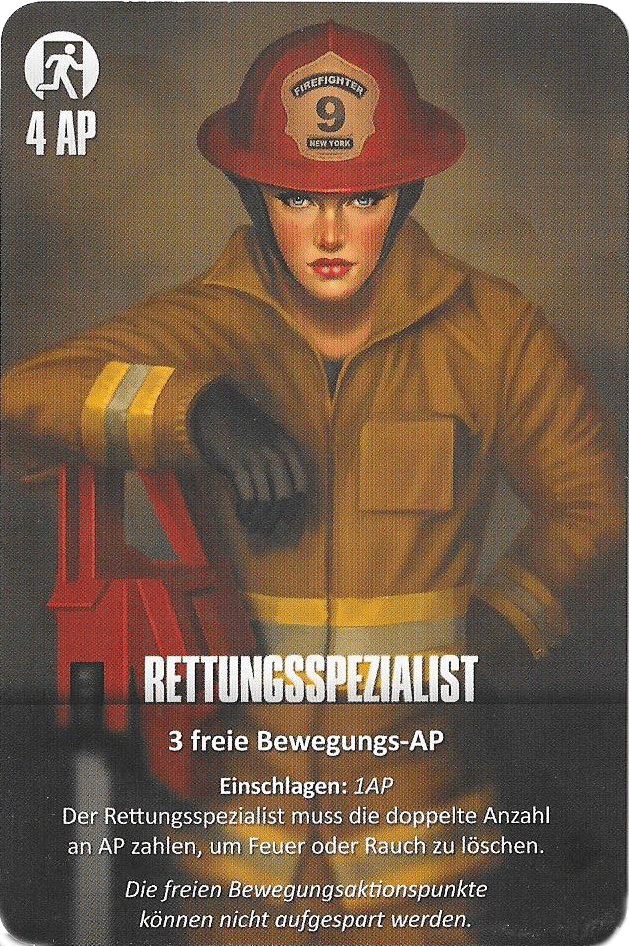 4 AP
FIREFIGHTER
9
NEW YORK
RETTUNGSSPEZIALIST
3 freie Bewegungs-AP
Einschlagen: 1AP
Der Rettungsspezialist muss die doppelte Anzahl
an AP zahlen, um Feuer oder Rauch zu löschen.
Die freien Bewegungsaktionspunkte
können nicht aufgespart werden.